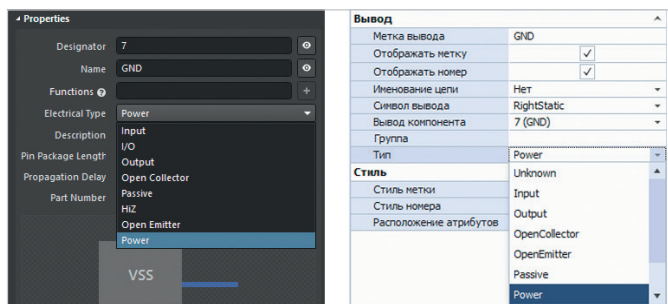 Properties
Designator 7
Name GND
Functions
Electrical Type Power
Description
Pin Package Length
Propagation Delay
Part Number
Input
I/O
Output
Open Collector
Passive
HiZ
Open Emitter
Power
VSS
Вывод
Метка вывода GND
Отображать метку
Отображать номер
Именование цепи Нет
Символ вывода RightStatic
Вывод компонента 7 (GND)
Группа
Тип Power
Стиль
Стиль метки
Стиль номера
Расположение атрибутов
Unknown
Input
Output
OpenCollector
OpenEmitter
Passive
Power